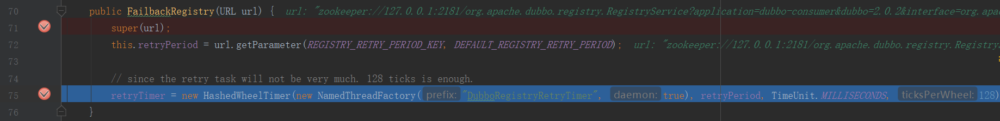 70 public FailbackRegistry(URL url) { url: "zookeeper://127.0.0.1:2181/org.apache.dubbo.registry.RegistryService?application=dubbo-consumer&dubbo=2.0.2&interface=org.apac
71 super(url);
72 this.retryPeriod = url.getParameter(REGISTRY_RETRY_PERIOD_KEY, DEFAULT_REGISTRY_RETRY_PERIOD); url: "zookeeper://127.0.0.1:2181/org.apache.dubbo.registry.RegistryS
73
74 // since the retry task will not be very much. 128 ticks is enough.
75 retryTimer = new HashedWheelTimer(new NamedThreadFactory( prefix: "DubboRegistryRetryTimer", daemon: true), retryPeriod, TimeUnit.MILLISECONDS, ticksPerWheel: 128)
76 }